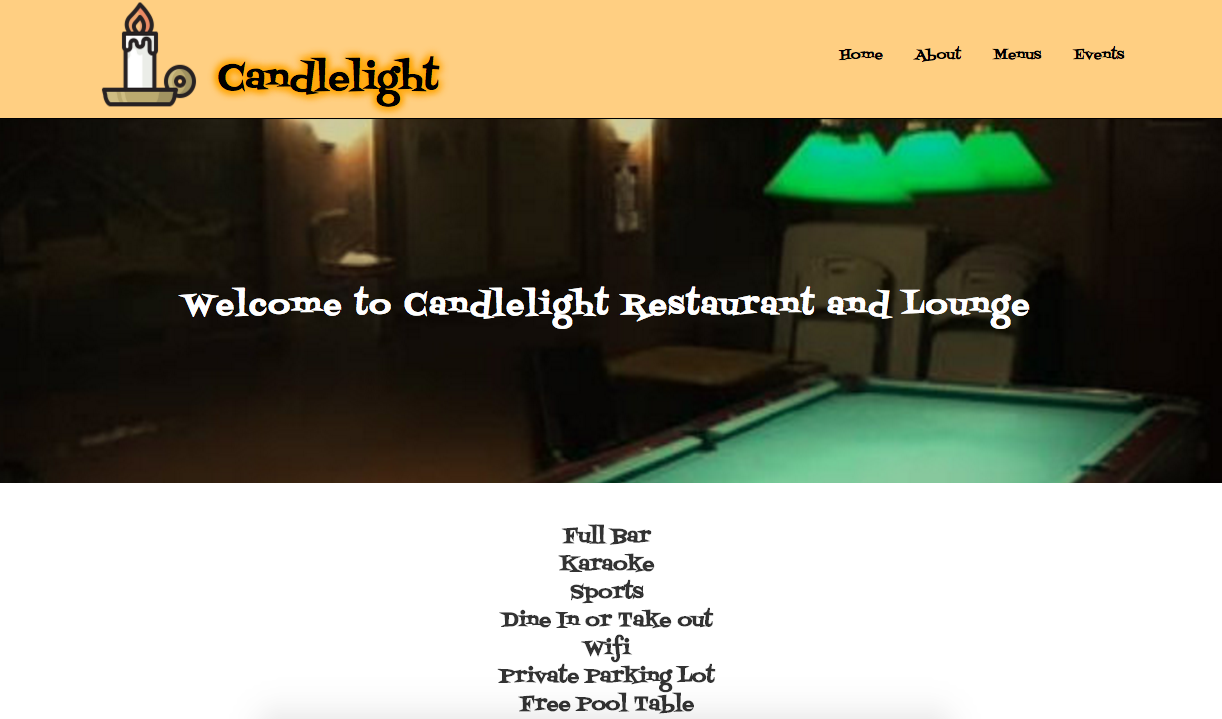 Candlelight
Home About Menus Events
Welcome to Candlelight Restaurant and Lounge
Full Bar
Karaoke
Sports
Dine In or Take out
Wifi
Private Parking Lot
Free Pool Table